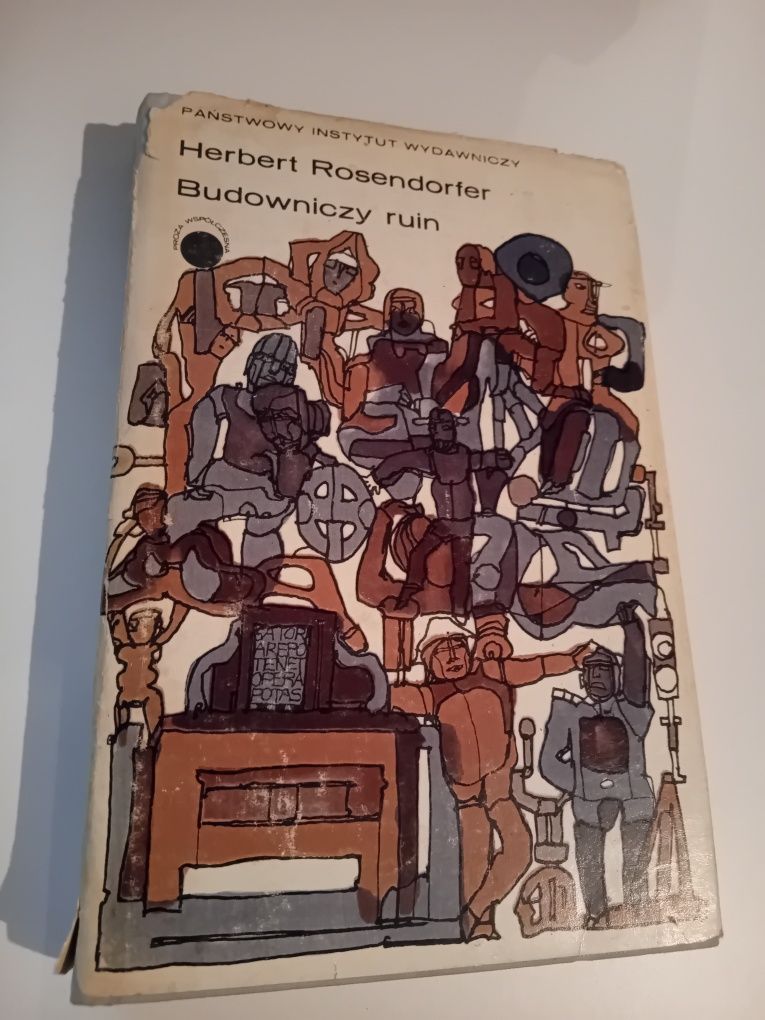 PAŃSTWOWY INSTYTUT WYDAWNICZY
Herbert Rosendorfer
Budowniczy ruin
PROZA WSPÓŁCZESNA
SATOR
AREPO
TENET
OPERA
ROTAS